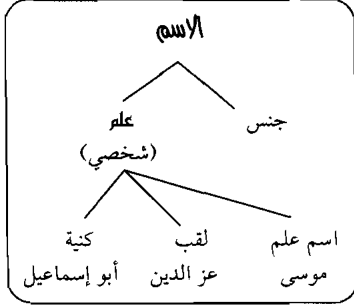 الاسم
جنس علم
(شخصي)
اسم علم لقب كنية
موسى عز الدين أبو إسماعيل